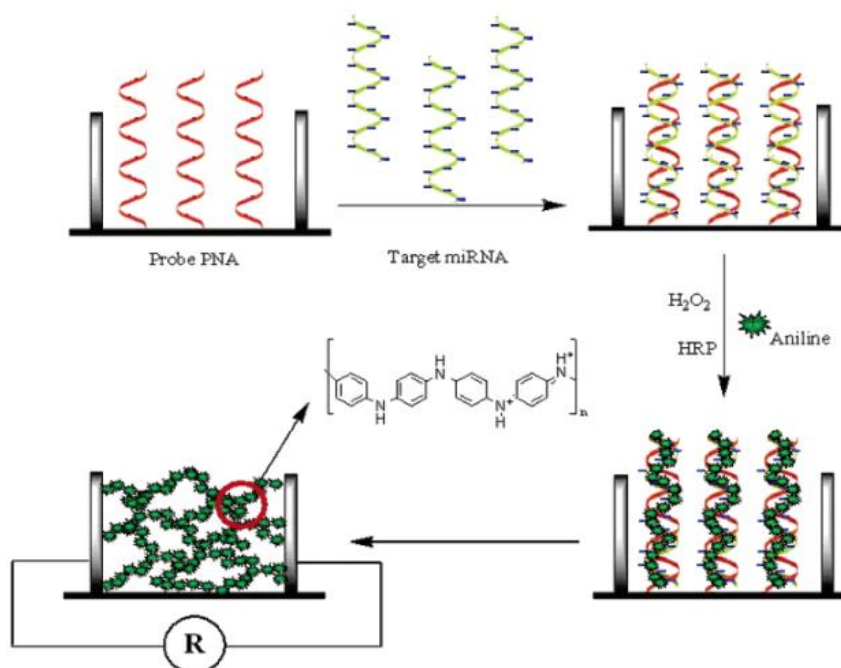 Probe PNA
Target miRNA
H₂O₂
HRP
Aniline
H
N
H⁺
N
N
H
N⁺
H
n
R